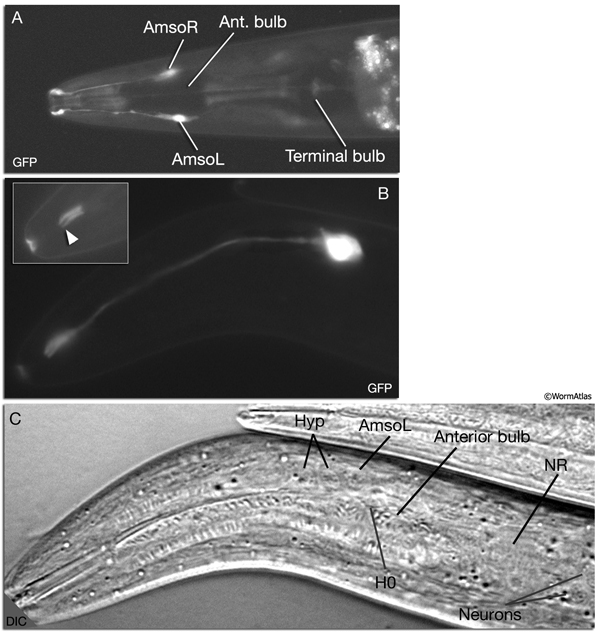 A
AmsoR
Ant. bulb
GFP
AmsoL
Terminal bulb
B
GFP
©WormAtlas
C
Hyp
AmsoL
Anterior bulb
NR
H0
DIC
Neurons